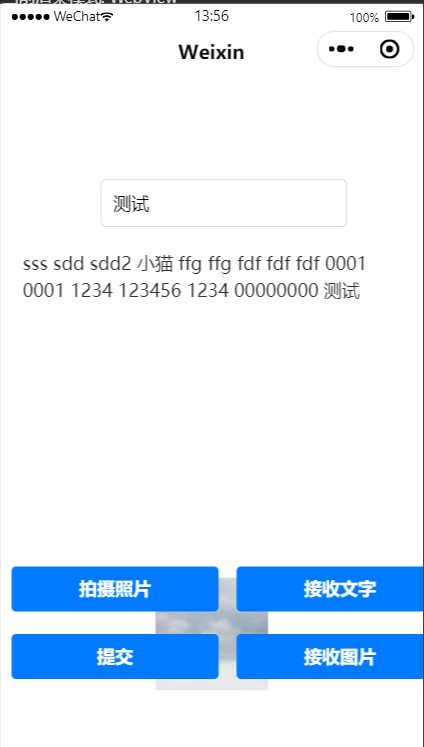 WeChat 13:56 100%
Weixin
测试
sss sdd sdd2 小猫 ffg ffg fdf fdf fdf 0001
0001 1234 123456 1234 00000000 测试
拍摄照片 接收文字
提交 接收图片